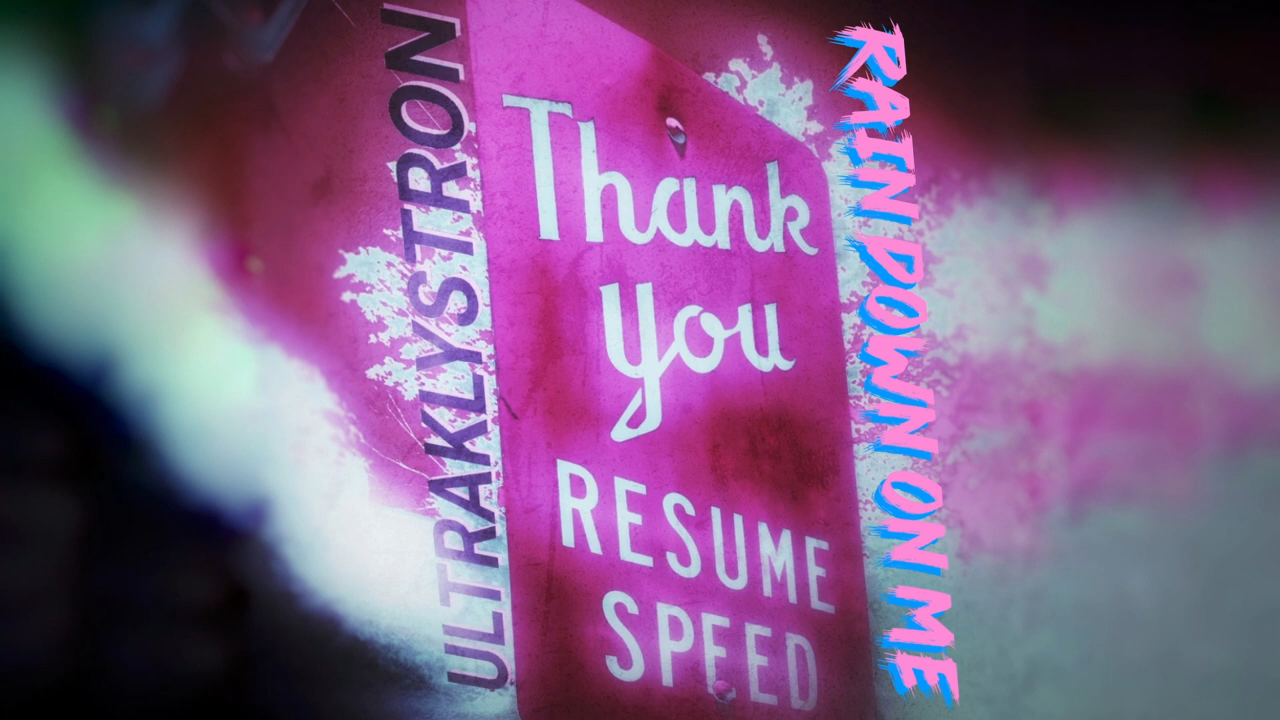 ULTRAKLYSTRON
Thank
you
RESUME
SPEED
RAIN DOWN ON ME